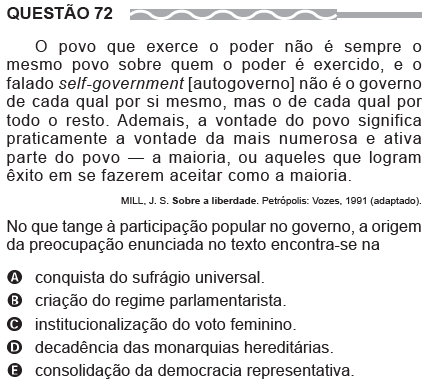 QUESTÃO 72
O povo que exerce o poder não é sempre o
mesmo povo sobre quem o poder é exercido, e o
falado self-government [autogoverno] não é o governo
de cada qual por si mesmo, mas o de cada qual por
todo o resto. Ademais, a vontade do povo significa
praticamente a vontade da mais numerosa e ativa
parte do povo — a maioria, ou aqueles que logram
êxito em se fazerem aceitar como a maioria.
MILL, J. S. Sobre a liberdade. Petrópolis: Vozes, 1991 (adaptado).
No que tange à participação popular no governo, a origem
da preocupação enunciada no texto encontra-se na
A conquista do sufrágio universal.
B criação do regime parlamentarista.
C institucionalização do voto feminino.
D decadência das monarquias hereditárias.
E consolidação da democracia representativa.